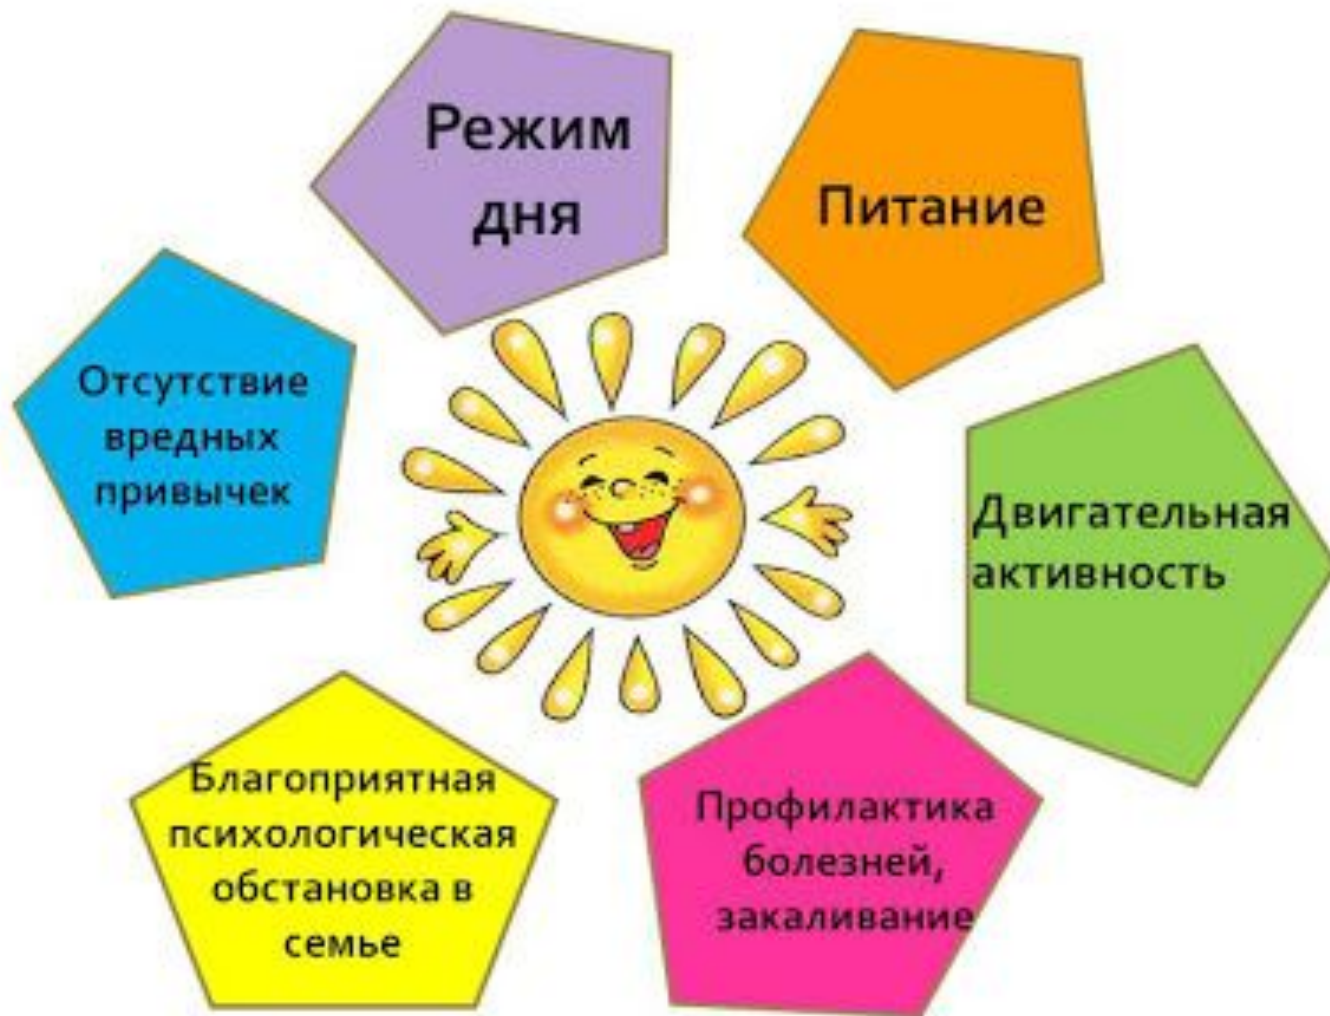 Режим
дня
Питание
Отсутствие
вредных
привычек
Двигательная
активность
Благоприятная
психологическая
обстановка в
семье
Профилактика
болезней,
закаливание